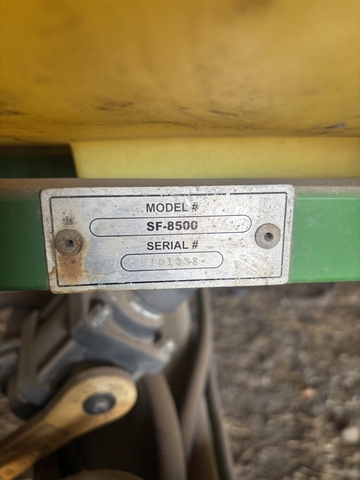 MODEL #
SF-8500
SERIAL #